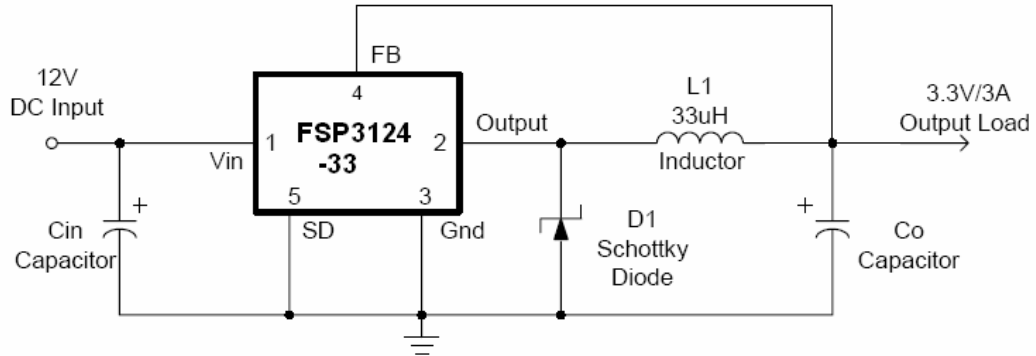 FB
12V
DC Input
4
L1
33uH
3.3V/3A
Output Load
1
FSP3124
-33
2
Output
Vin
Inductor
5
3
SD
Gnd
+
Cin
Capacitor
D1
Schottky
Diode
+
Co
Capacitor